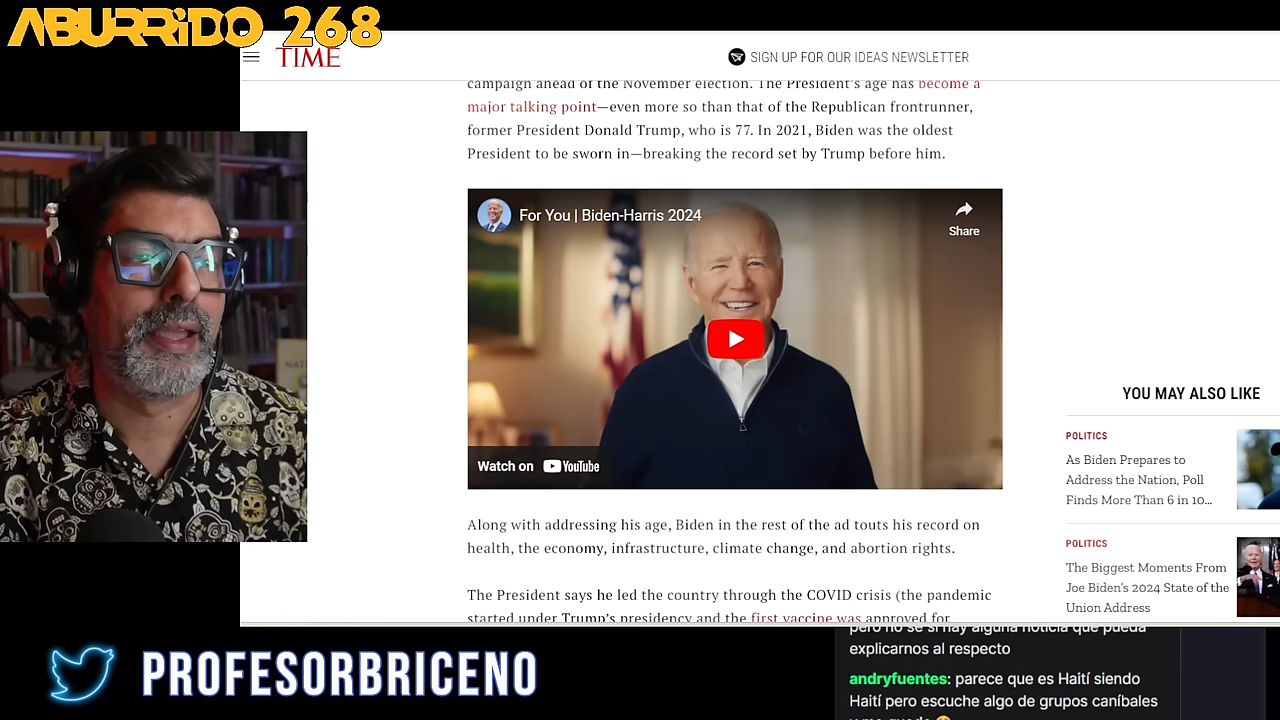 ABURRIDO 268
TIME
SIGN UP FOR OUR IDEAS NEWSLETTER
campaign ahead of the November election. The President's age has become a
major talking point—even more so than that of the Republican frontrunner,
former President Donald Trump, who is 77. In 2021, Biden was the oldest
President to be sworn in—breaking the record set by Trump before him.
For You | Biden-Harris 2024
Share
Watch on YouTube
Along with addressing his age, Biden in the rest of the ad touts his record on
health, the economy, infrastructure, climate change, and abortion rights.
The President says he led the country through the COVID crisis (the pandemic
started under Trump's presidency and the first vaccine was approved for
YOU MAY ALSO LIKE
POLITICS
As Biden Prepares to
Address the Nation, Poll
Finds More Than 6 in 10...
POLITICS
The Biggest Moments From
Joe Biden's 2024 State of the
Union Address
PROFESORBRICENO
pero no se si hay alguna noticia que pueda
explicarnos al respecto
andryfuentes: parece que es Haití siendo
Haití pero escuche algo de grupos caníbales
y me quede